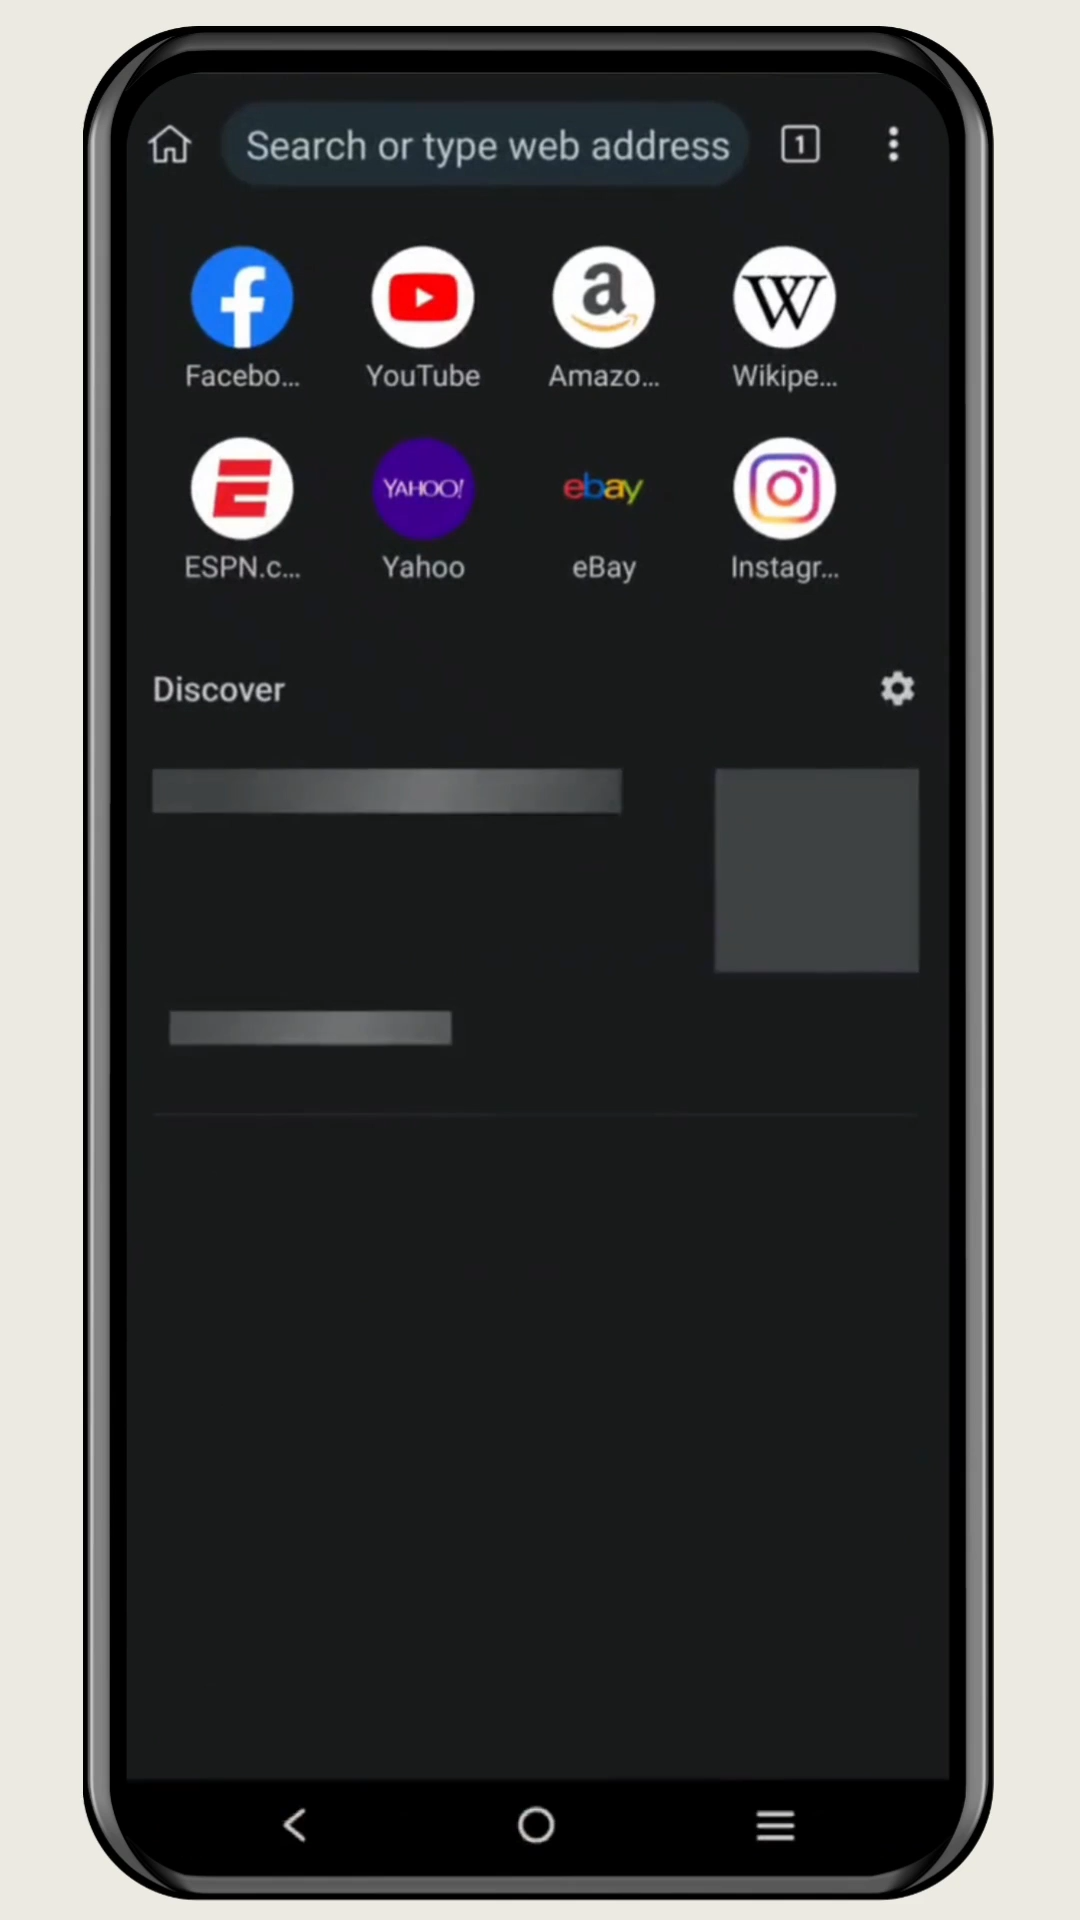 Search or type web address
1
Facebo...
YouTube
Amazo...
Wikipe...
YAHOO!
ebay
ESPN.c...
Yahoo
eBay
Instagr...
Discover